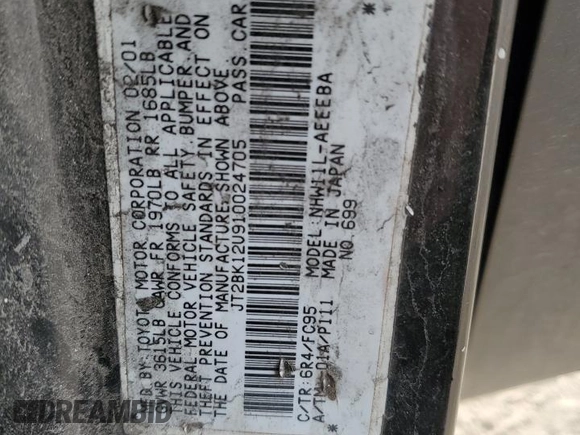 MFD. BY: TOYOTA MOTOR CORPORATION 02/01
GVWR 3615LB GAWR FR 1970LB RR 1685LB
THIS VEHICLE CONFORMS TO ALL APPLICABLE
FEDERAL MOTOR VEHICLE SAFETY, BUMPER, AND
THEFT PREVENTION STANDARDS IN EFFECT ON
THE DATE OF MANUFACTURE SHOWN ABOVE.
JT2BK12U910024705 PASS. CAR
C/TR: 6R4/FC95 MODEL: NHW11L-AEEEBA
A/TM: -01A/P111 MADE IN JAPAN
NO. 699
DREAMBID